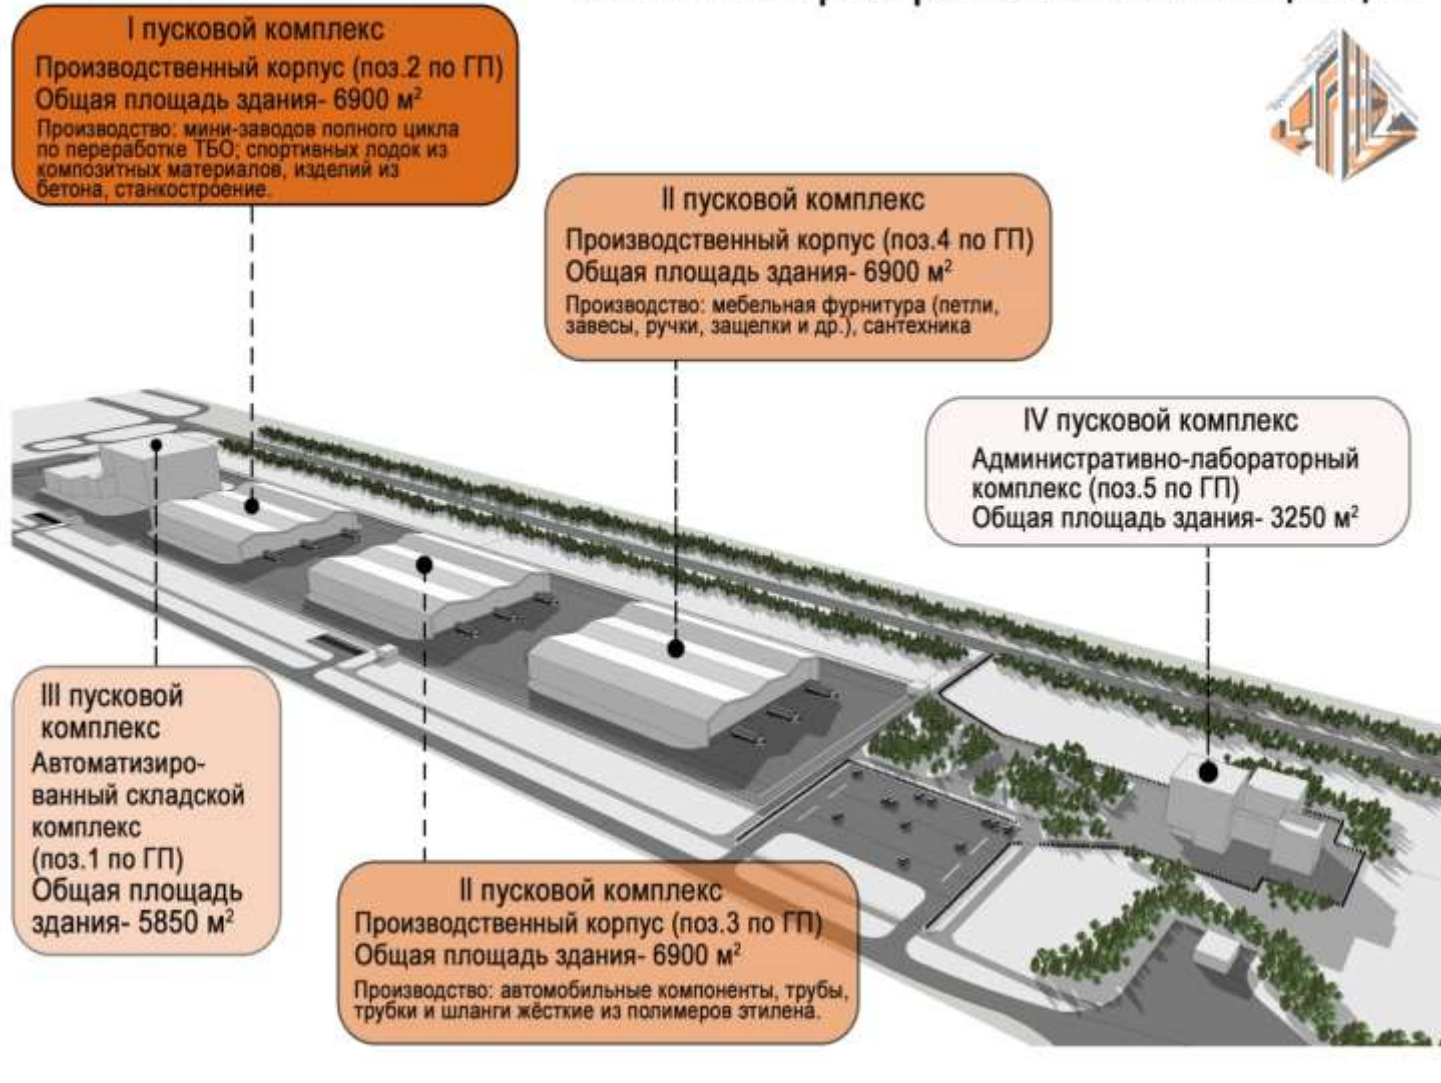 I пусковой комплекс
Производственный корпус (поз.2 по ГП)
Общая площадь здания- 6900 м²
Производство: мини-заводов полного цикла
по переработке ТБО; спортивных лодок из
композитных материалов, изделий из
бетона, станкостроение.
II пусковой комплекс
Производственный корпус (поз.4 по ГП)
Общая площадь здания- 6900 м²
Производство: мебельная фурнитура (петли,
завесы, ручки, защелки и др.), сантехника
IV пусковой комплекс
Административно-лабораторный
комплекс (поз.5 по ГП)
Общая площадь здания- 3250 м²
III пусковой
комплекс
Автоматизиро-
ванный складской
комплекс
(поз.1 по ГП)
Общая площадь
здания- 5850 м²
II пусковой комплекс
Производственный корпус (поз.3 по ГП)
Общая площадь здания- 6900 м²
Производство: автомобильные компоненты, трубы,
трубки и шланги жёсткие из полимеров этилена.